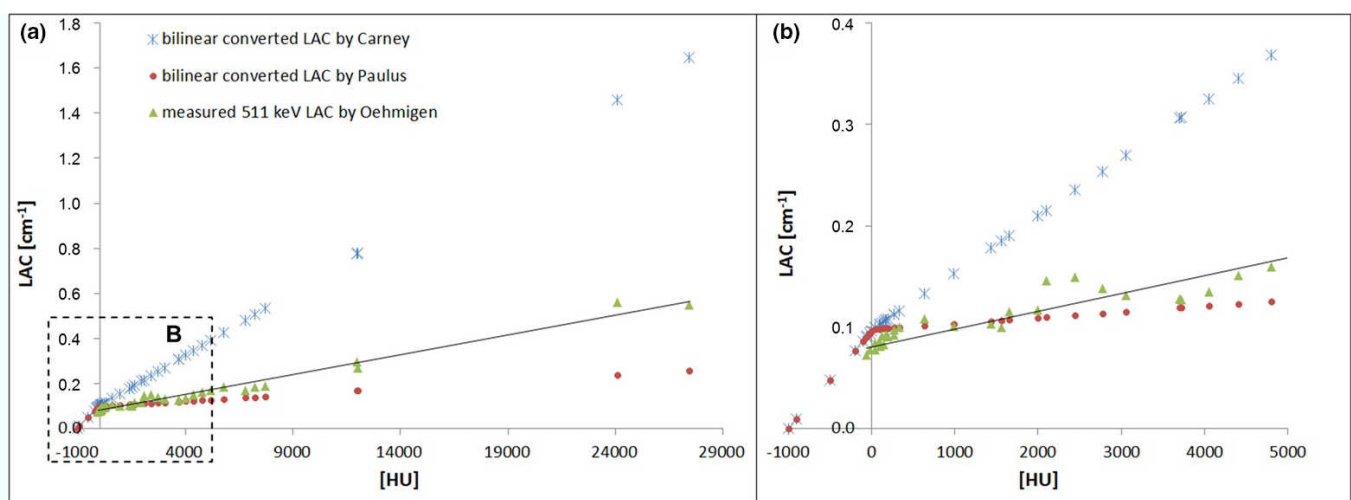 (a)
1.8
1.6
1.4
1.2
1.0
0.8
0.6
0.4
0.2
0.0
LAC [cm⁻¹]
bilinear converted LAC by Carney
bilinear converted LAC by Paulus
measured 511 keV LAC by Oehmigen
B
-1000 4000 9000 14000 19000 24000 29000
[HU]
(b)
0.4
0.3
0.2
0.1
0.0
LAC [cm⁻¹]
-1000 0 1000 2000 3000 4000 5000
[HU]